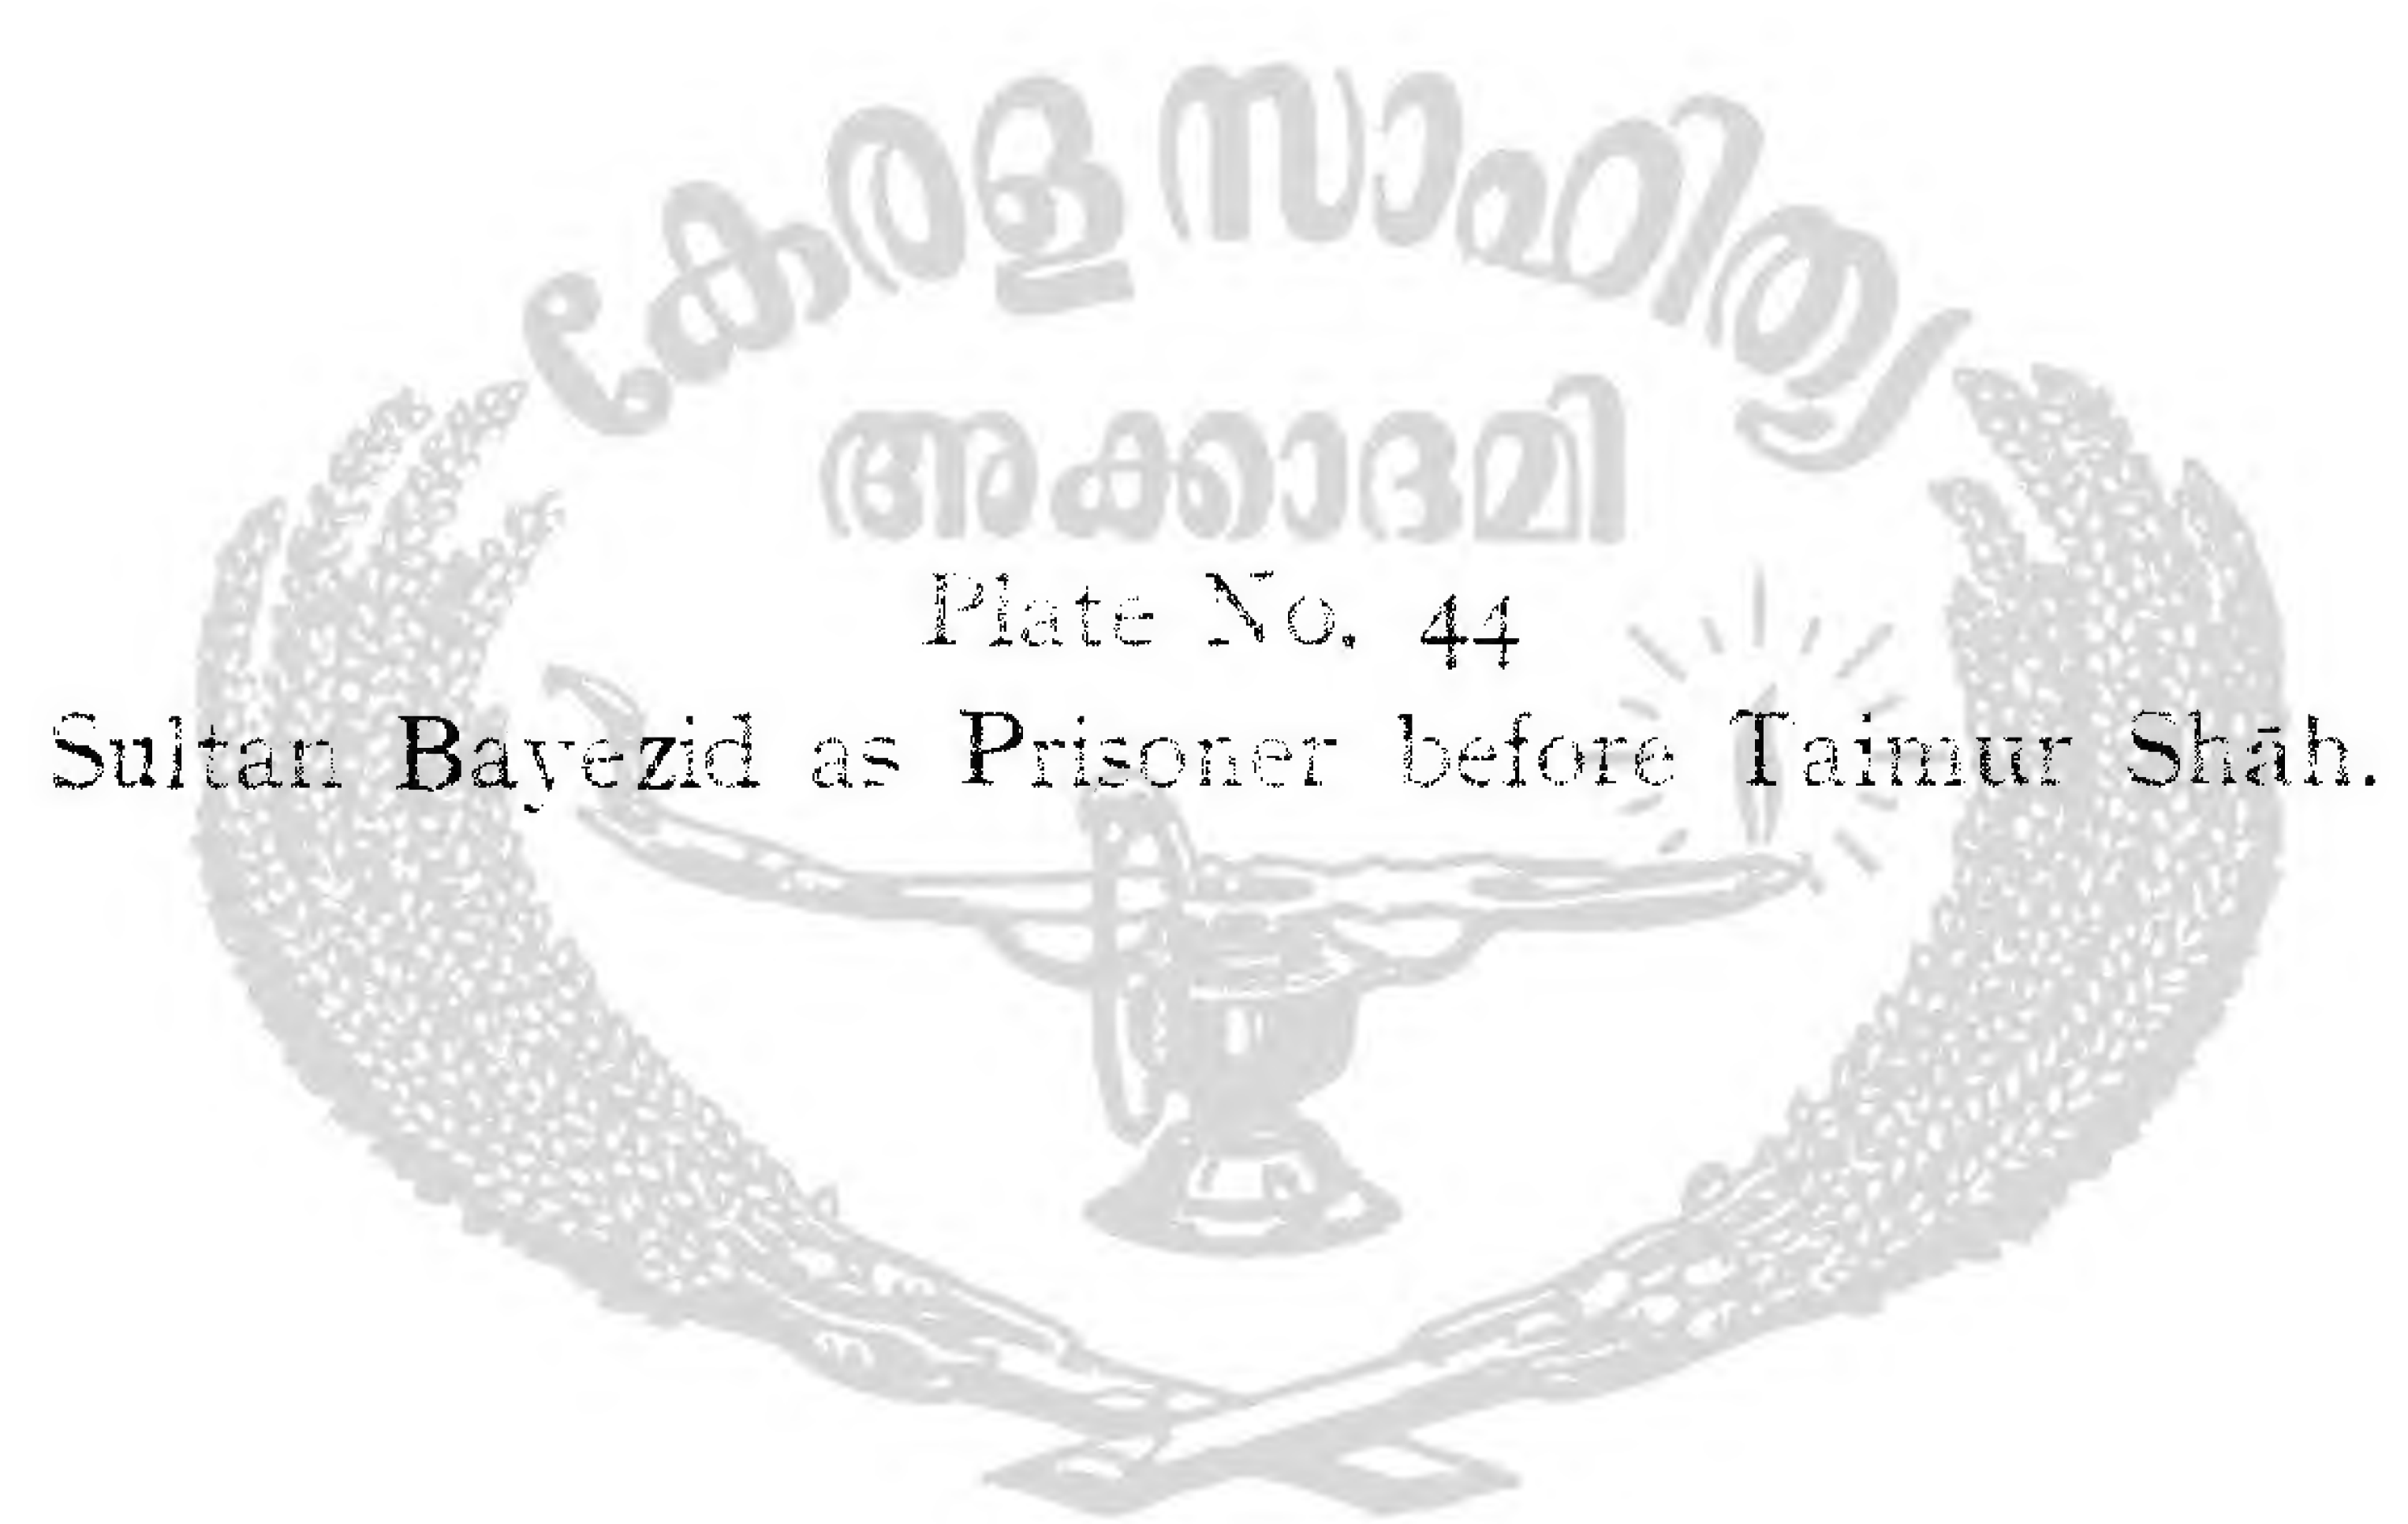 കേരള സാഹിത്യ
അക്കാദമി
Plate No. 44
Sultan Bayezid as Prisoner before Taimur Shāh.